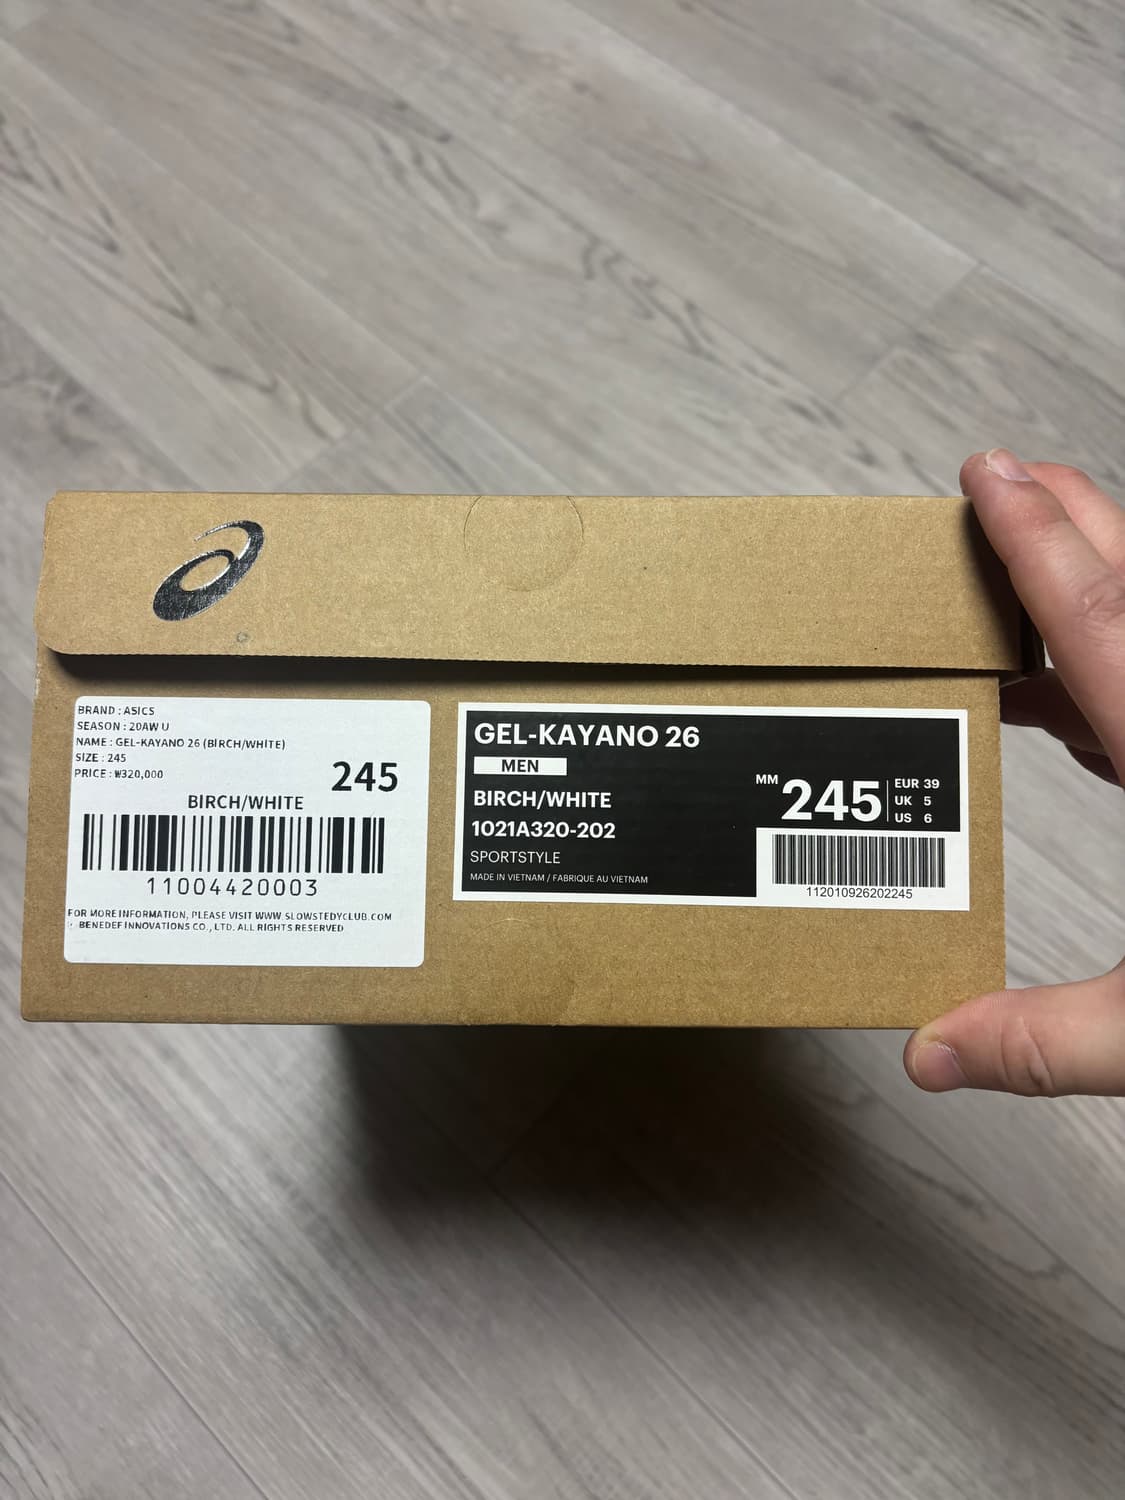 BRAND : ASICS
SEASON : 20AW U
NAME : GEL-KAYANO 26 (BIRCH/WHITE)
SIZE : 245
PRICE : ₩320,000
245
BIRCH/WHITE
11004420003
FOR MORE INFORMATION, PLEASE VISIT WWW.SLOWSTEDYCLUB.COM
BENEDEF INNOVATIONS CO., LTD. ALL RIGHTS RESERVED
GEL-KAYANO 26
MEN
BIRCH/WHITE
1021A320-202
SPORTSTYLE
MADE IN VIETNAM / FABRIQUE AU VIETNAM
MM 245
EUR 39
UK 5
US 6
112010926202245